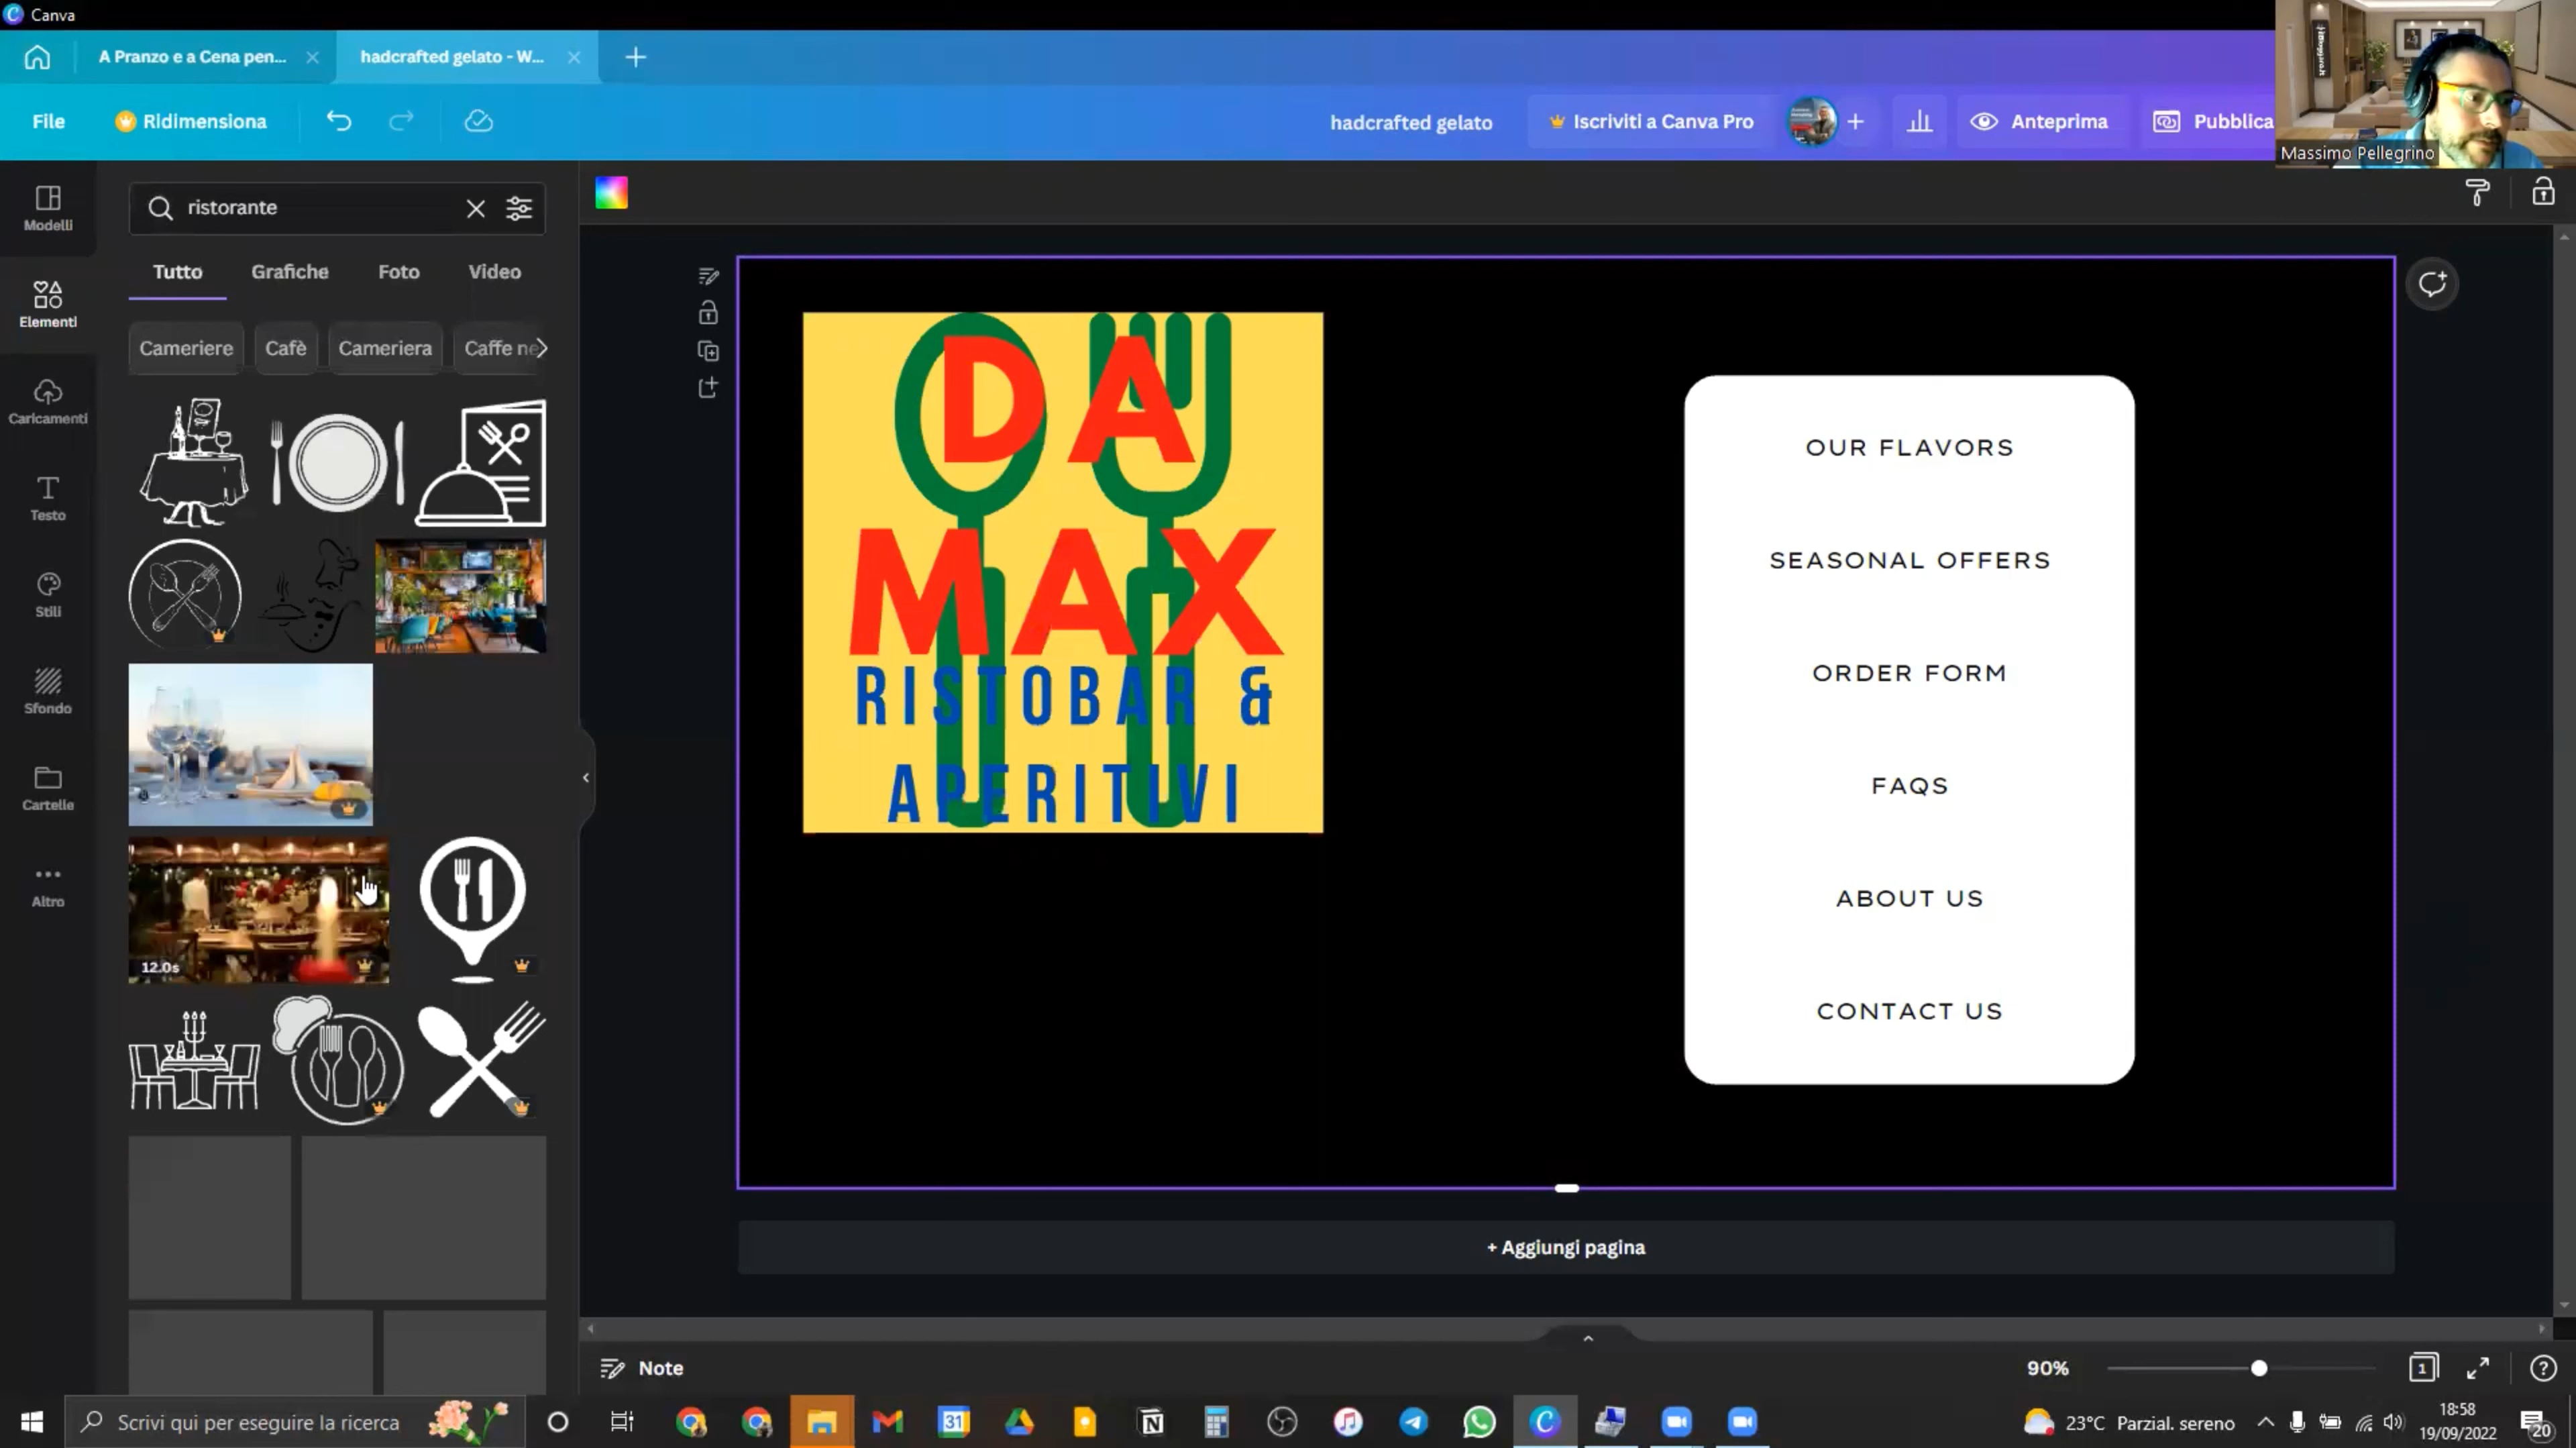 Canva
A Pranzo e a Cena pen...
hadcrafted gelato - W...
File
Ridimensiona
hadcrafted gelato
Iscriviti a Canva Pro
Anteprima
Pubblica
Massimo Pellegrino
Modelli
Elementi
Caricamenti
Testo
Stili
Sfondo
Cartelle
Altro
ristorante
Tutto
Grafiche
Foto
Video
Cameriere
Cafè
Cameriera
Caffe ne
12.0s
DA
MAX
RISTOBAR &
APERITIVI
OUR FLAVORS
SEASONAL OFFERS
ORDER FORM
FAQS
ABOUT US
CONTACT US
+ Aggiungi pagina
Note
90%
1
Scrivi qui per eseguire la ricerca
31
23°C Parzial. sereno
18:58
19/09/2022
20